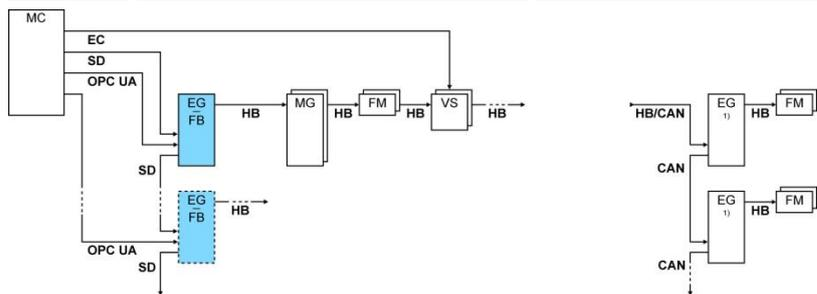 MC
EC
SD
OPC UA
EG
–
FB
HB
MG
HB
FM
HB
VS
HB
SD
EG
–
FB
HB
OPC UA
SD
HB/CAN
EG
1)
HB
FM
CAN
EG
1)
HB
FM
CAN